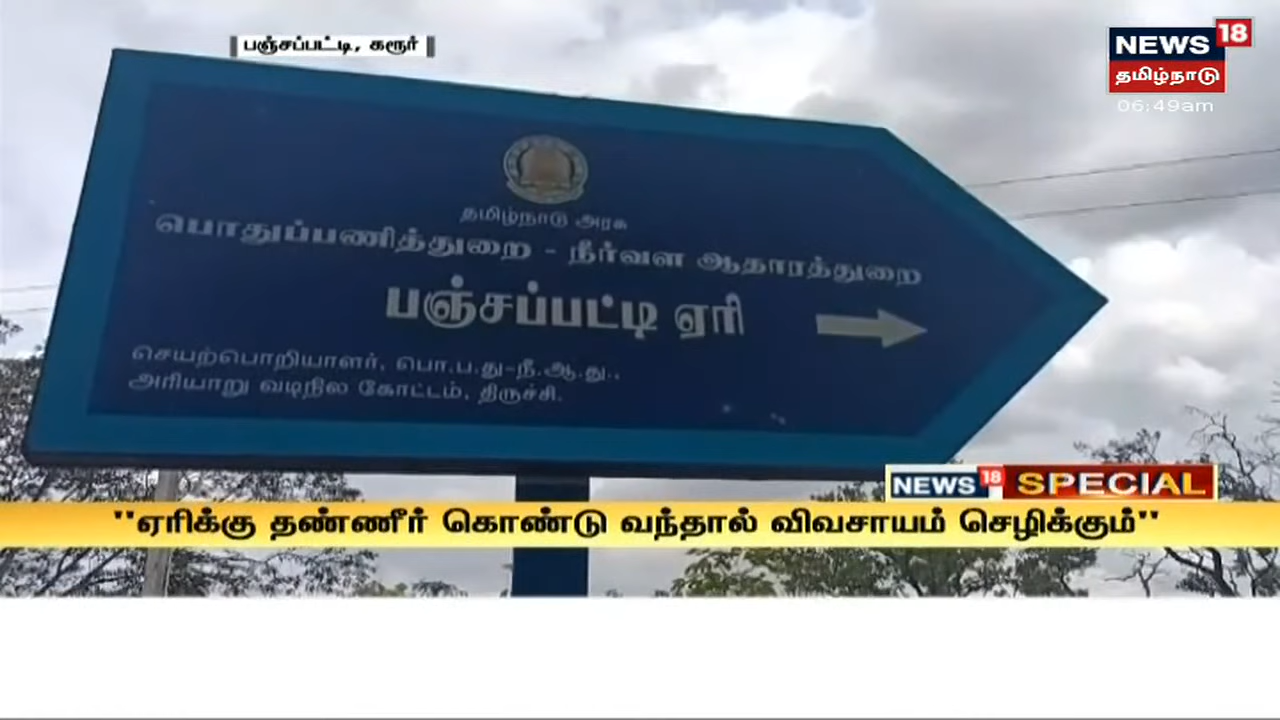 பஞ்சப்பட்டி, கரூர்
NEWS 18
தமிழ்நாடு
06:49am
தமிழ்நாடு அரசு
பொதுப்பணித்துறை - நீர்வள ஆதாரத்துறை
பஞ்சப்பட்டி ஏரி
செயற்பொறியாளர், பொ.ப.து-நீ.ஆ.து.,
அரியாறு வடிநில கோட்டம், திருச்சி.
NEWS 18 SPECIAL
"ஏரிக்கு தண்ணீர் கொண்டு வந்தால் விவசாயம் செழிக்கும்"